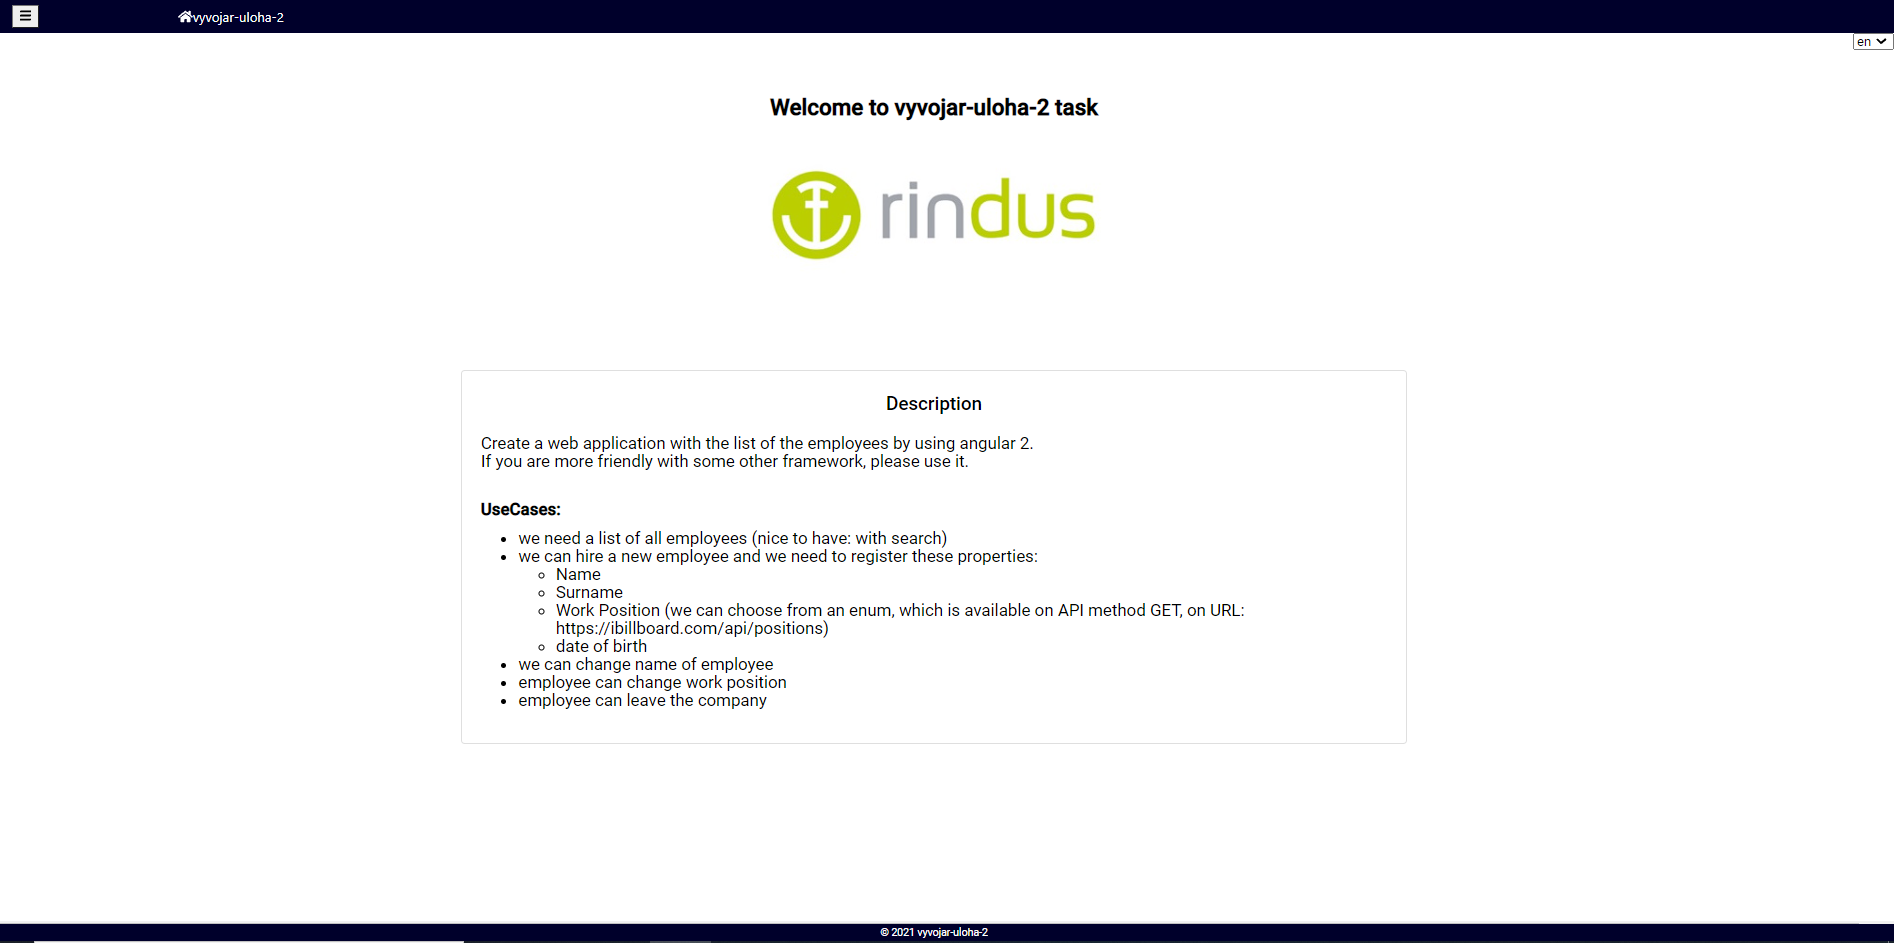 vyvojar-uloha-2
en
Welcome to vyvojar-uloha-2 task
rindus
Description
Create a web application with the list of the employees by using angular 2.
If you are more friendly with some other framework, please use it.
UseCases:
we need a list of all employees (nice to have: with search)
we can hire a new employee and we need to register these properties:
Name
Surname
Work Position (we can choose from an enum, which is available on API method GET, on URL:
https://ibillboard.com/api/positions)
date of birth
we can change name of employee
employee can change work position
employee can leave the company
© 2021 vyvojar-uloha-2